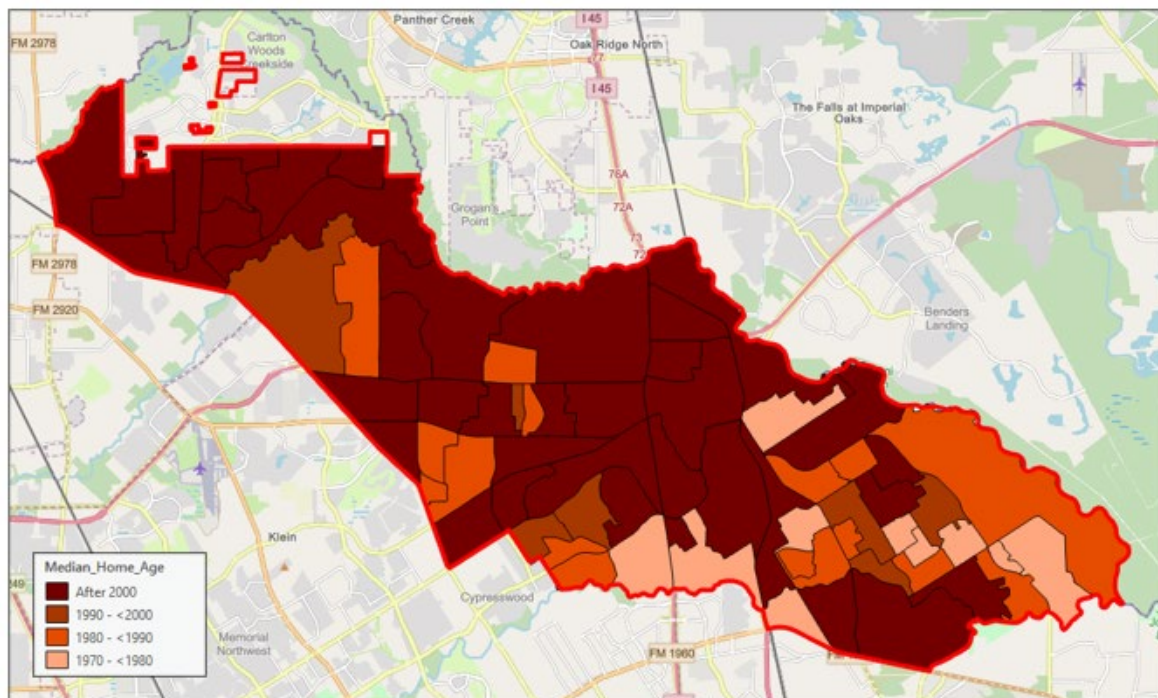 FM 2978
Panther Creek
I 45
Carlton
Woods
Creekside
Oak Ridge North
77
I 45
The Falls at Imperial
Oaks
76A
72A
Grogan's
Point
73
72
FM 2978
FM 2920
Benders
Landing
Klein
Cypresswood
Memorial
Northwest
FM 1960
249
Median_Home_Age
After 2000
1990 - <2000
1980 - <1990
1970 - <1980